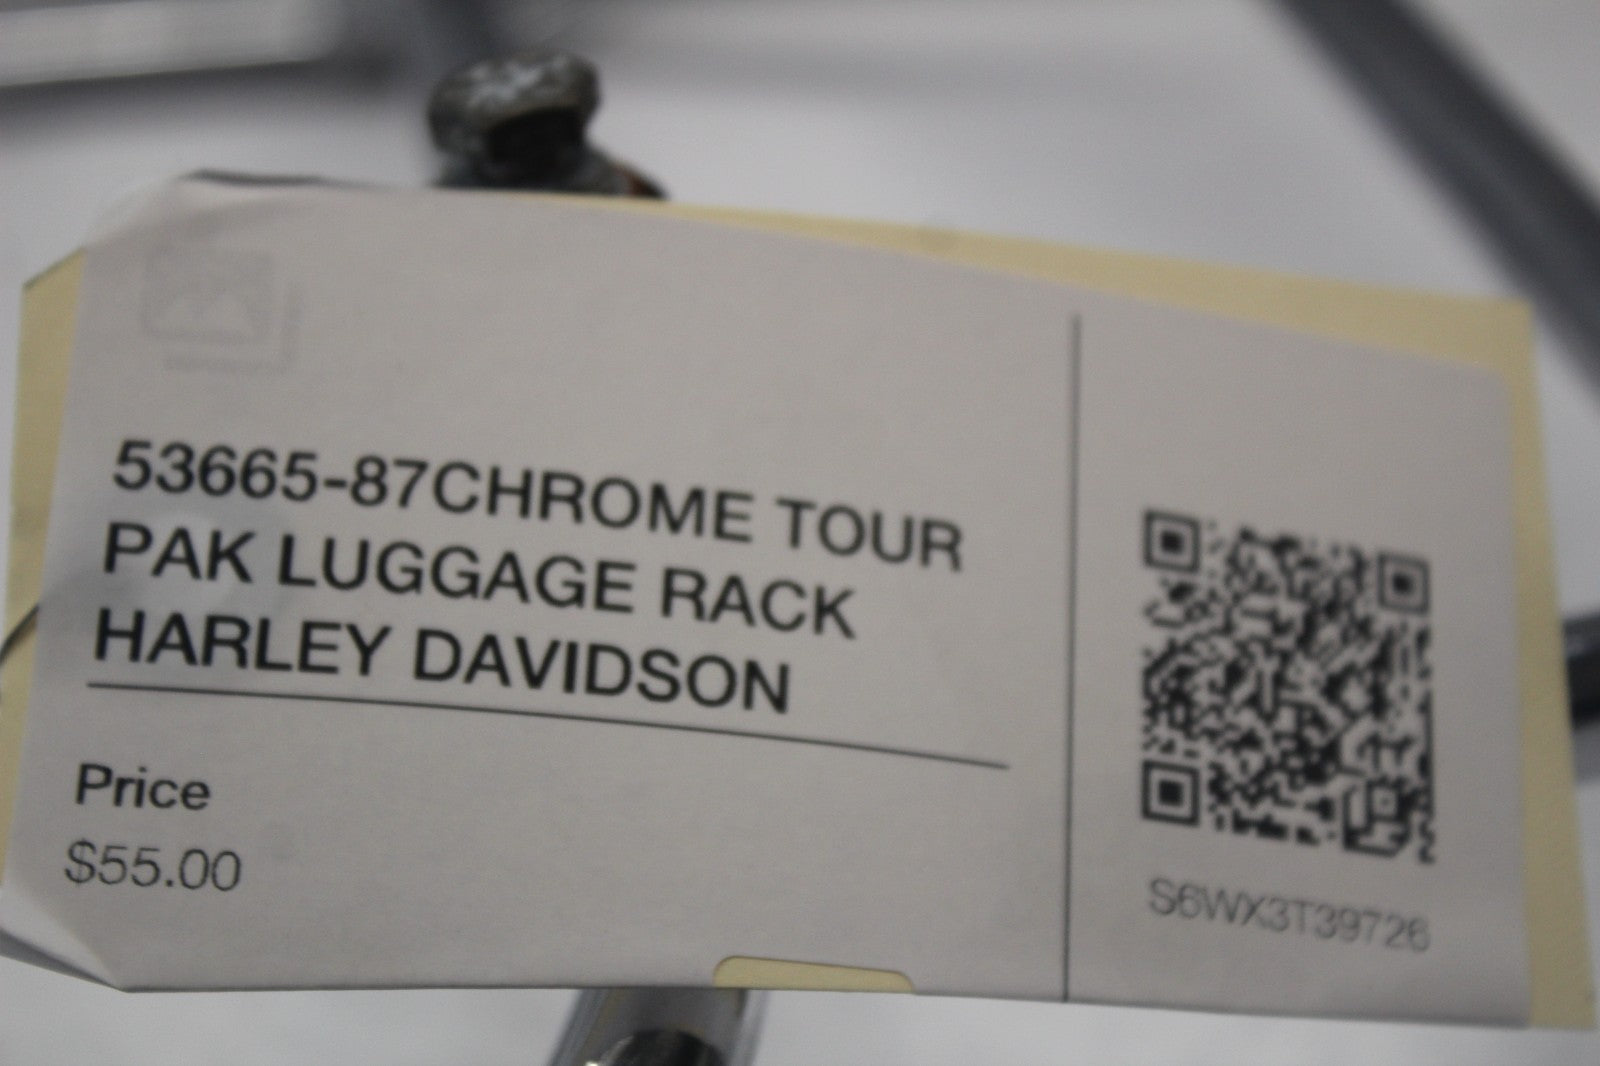 53665-87CHROME TOUR
PAK LUGGAGE RACK
HARLEY DAVIDSON
Price
$55.00
S6WX3T39726